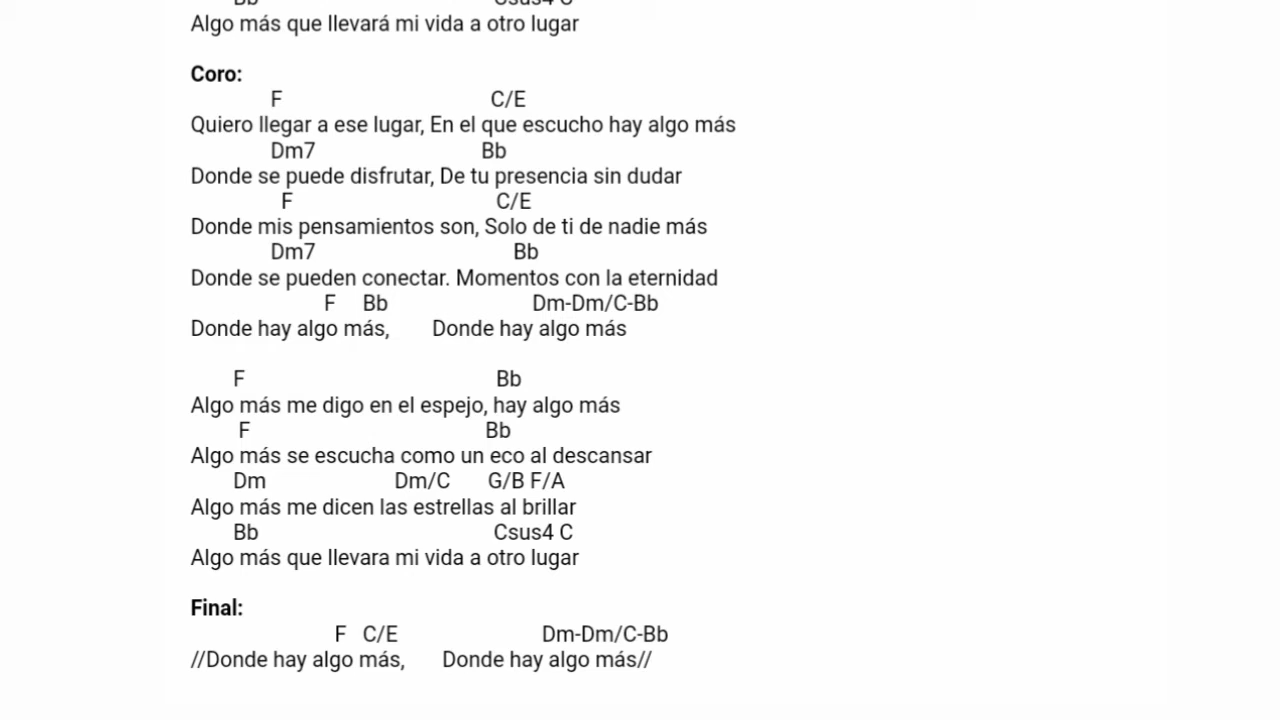 Bb Csus4 C
Algo más que llevará mi vida a otro lugar
Coro:
F C/E
Quiero llegar a ese lugar, En el que escucho hay algo más
Dm7 Bb
Donde se puede disfrutar, De tu presencia sin dudar
F C/E
Donde mis pensamientos son, Solo de ti de nadie más
Dm7 Bb
Donde se pueden conectar. Momentos con la eternidad
F Bb Dm-Dm/C-Bb
Donde hay algo más, Donde hay algo más
F Bb
Algo más me digo en el espejo, hay algo más
F Bb
Algo más se escucha como un eco al descansar
Dm Dm/C G/B F/A
Algo más me dicen las estrellas al brillar
Bb Csus4 C
Algo más que llevara mi vida a otro lugar
Final:
F C/E Dm-Dm/C-Bb
//Donde hay algo más, Donde hay algo más//